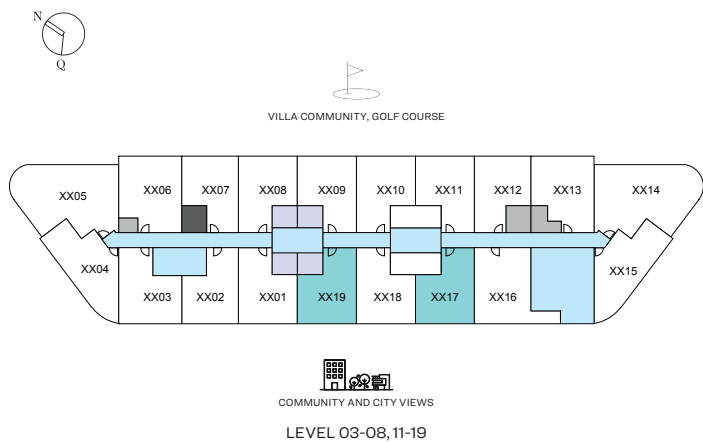 N
Q
VILLA COMMUNITY, GOLF COURSE
XX05
XX06
XX07
XX08
XX09
XX10
XX11
XX12
XX13
XX14
XX04
XX03
XX02
XX01
XX19
XX18
XX17
XX16
XX15
COMMUNITY AND CITY VIEWS
LEVEL 03-08, 11-19